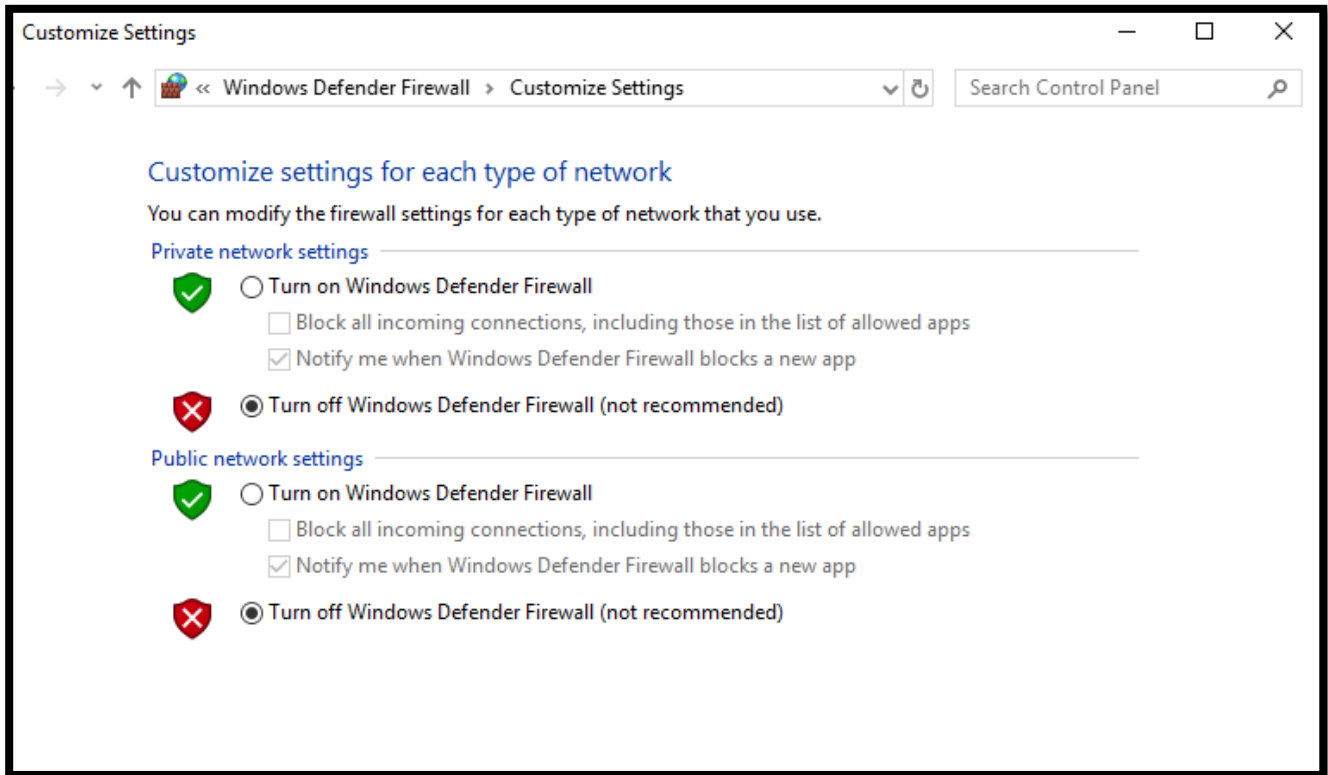 Customize Settings
« Windows Defender Firewall > Customize Settings Search Control Panel
Customize settings for each type of network
You can modify the firewall settings for each type of network that you use.
Private network settings
Turn on Windows Defender Firewall
Block all incoming connections, including those in the list of allowed apps
Notify me when Windows Defender Firewall blocks a new app
Turn off Windows Defender Firewall (not recommended)
Public network settings
Turn on Windows Defender Firewall
Block all incoming connections, including those in the list of allowed apps
Notify me when Windows Defender Firewall blocks a new app
Turn off Windows Defender Firewall (not recommended)